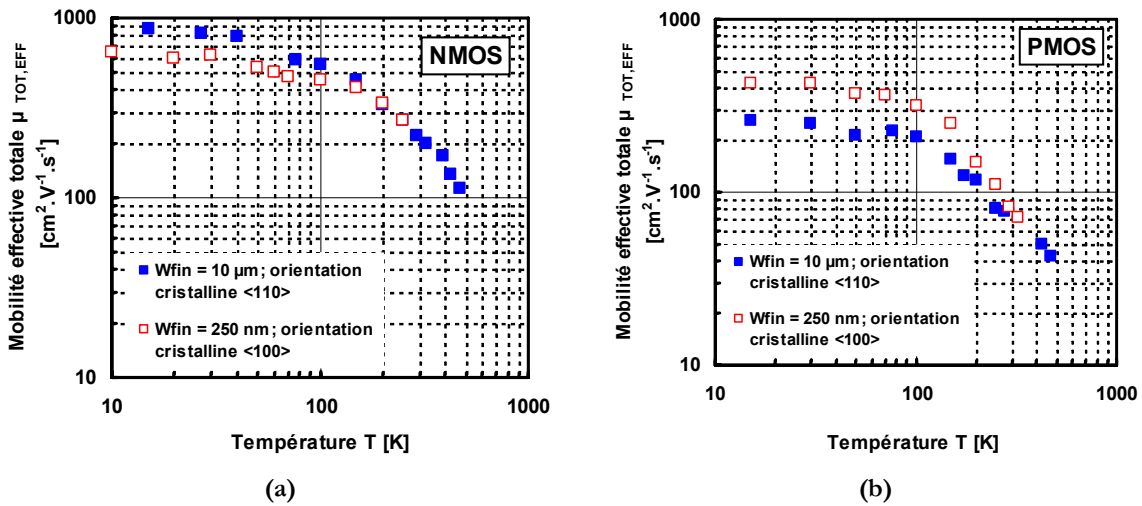 1000
NMOS
100
10
Mobilité effective totale µ TOT,EFF
[cm².V⁻¹.s⁻¹]
Wfin = 10 µm; orientation
cristalline <110>
Wfin = 250 nm; orientation
cristalline <100>
10 100 1000
Température T [K]
(a)
1000
PMOS
100
10
Mobilité effective totale µ TOT,EFF
[cm².V⁻¹.s⁻¹]
Wfin = 10 µm; orientation
cristalline <110>
Wfin = 250 nm; orientation
cristalline <100>
10 100 1000
Température T [K]
(b)